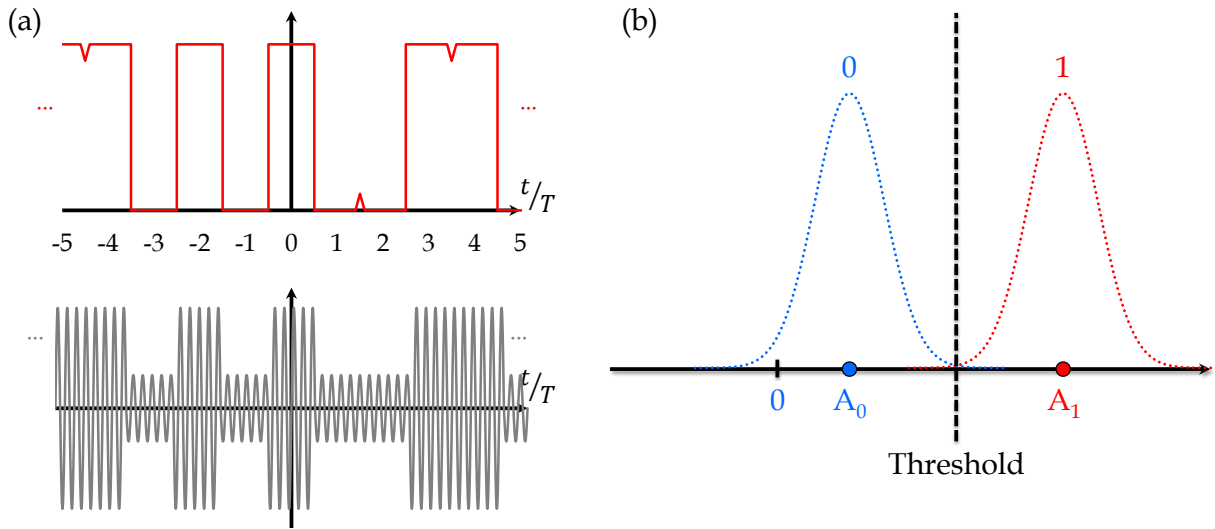 (a)
... ...
t/T
-5 -4 -3 -2 -1 0 1 2 3 4 5
... ...
t/T
(b)
0 1
0 A₀ A₁
Threshold